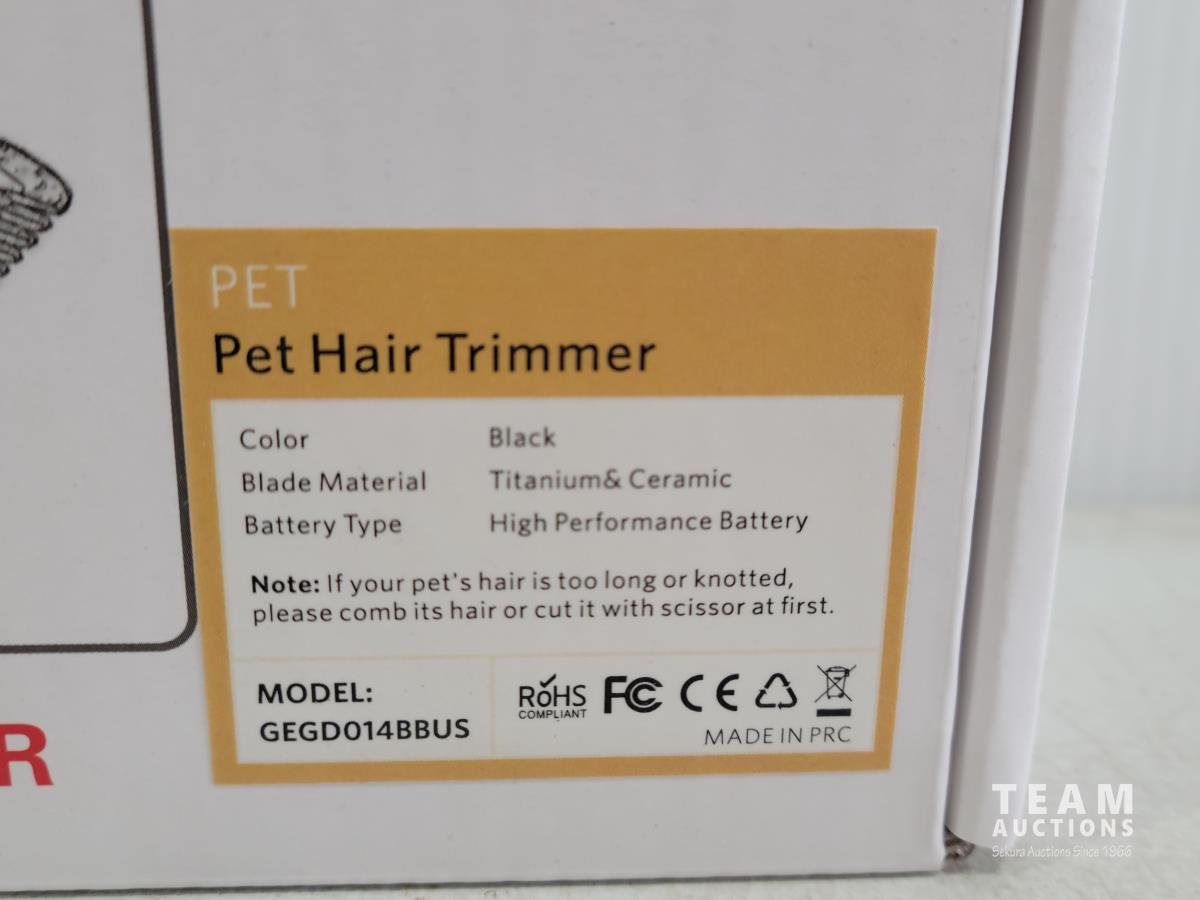 PET
Pet Hair Trimmer
Color Black
Blade Material Titanium& Ceramic
Battery Type High Performance Battery
Note: If your pet's hair is too long or knotted,
please comb its hair or cut it with scissor at first.
MODEL:
GEGD014BBUS
RoHS
COMPLIANT
FC CE
MADE IN PRC
R
TEAM
AUCTIONS
Sekura Auctions Since 1966